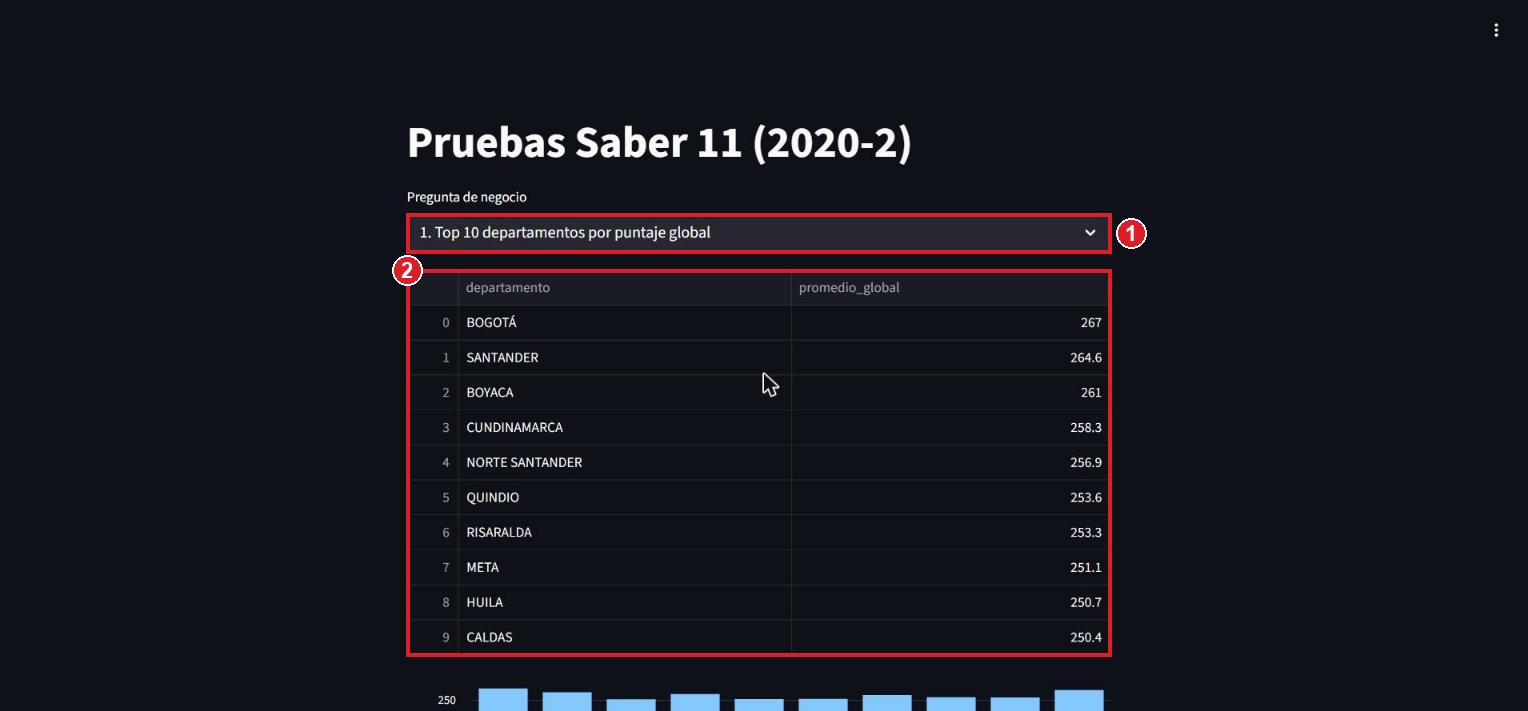 Pruebas Saber 11 (2020-2)
Pregunta de negocio
1. Top 10 departamentos por puntaje global
1
2
departamento promedio_global
0 BOGOTÁ 267
1 SANTANDER 264.6
2 BOYACA 261
3 CUNDINAMARCA 258.3
4 NORTE SANTANDER 256.9
5 QUINDIO 253.6
6 RISARALDA 253.3
7 META 251.1
8 HUILA 250.7
9 CALDAS 250.4
250